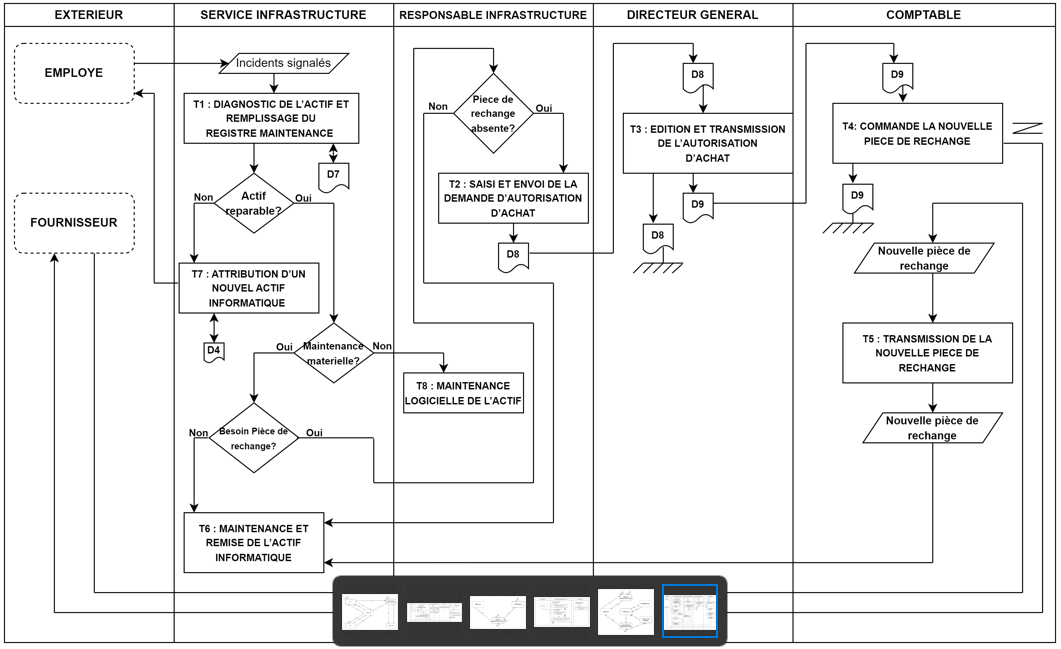 EXTERIEUR
SERVICE INFRASTRUCTURE
RESPONSABLE INFRASTRUCTURE
DIRECTEUR GENERAL
COMPTABLE
EMPLOYE
FOURNISSEUR
Incidents signalés
T1 : DIAGNOSTIC DE L'ACTIF ET
REMPLISSAGE DU
REGISTRE MAINTENANCE
D7
Non
Actif
reparable?
Oui
T7 : ATTRIBUTION D'UN
NOUVEL ACTIF
INFORMATIQUE
D4
Oui
Maintenance
materielle?
Non
Non
Besoin Pièce de
rechange?
Oui
T6 : MAINTENANCE ET
REMISE DE L'ACTIF
INFORMATIQUE
Non
Piece de
rechange
absente?
Oui
T2 : SAISI ET ENVOI DE LA
DEMANDE D'AUTORISATION
D'ACHAT
D8
T8 : MAINTENANCE
LOGICIELLE DE L'ACTIF
D8
T3 : EDITION ET TRANSMISSION
DE L'AUTORISATION
D'ACHAT
D9
D8
D9
T4: COMMANDE LA NOUVELLE
PIECE DE RECHANGE
D9
Nouvelle pièce de
rechange
T5 : TRANSMISSION DE LA
NOUVELLE PIECE DE
RECHANGE
Nouvelle pièce de
rechange